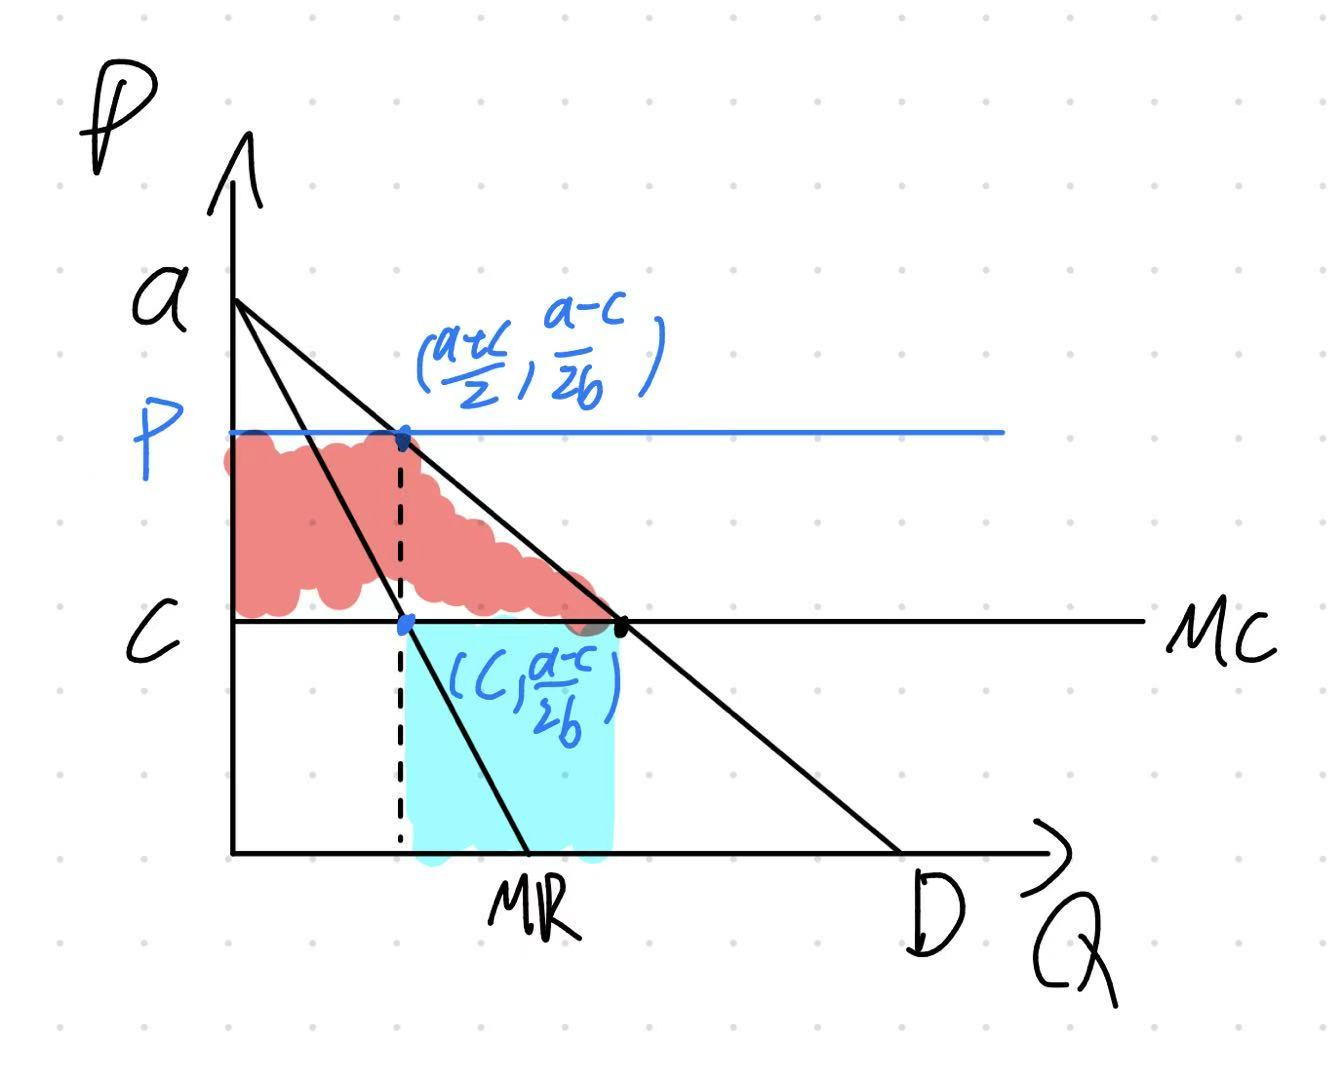 P
a
(a+c/2, a-c/2b)
P
C
MC
(C, a-c/2b)
MR
D
Q